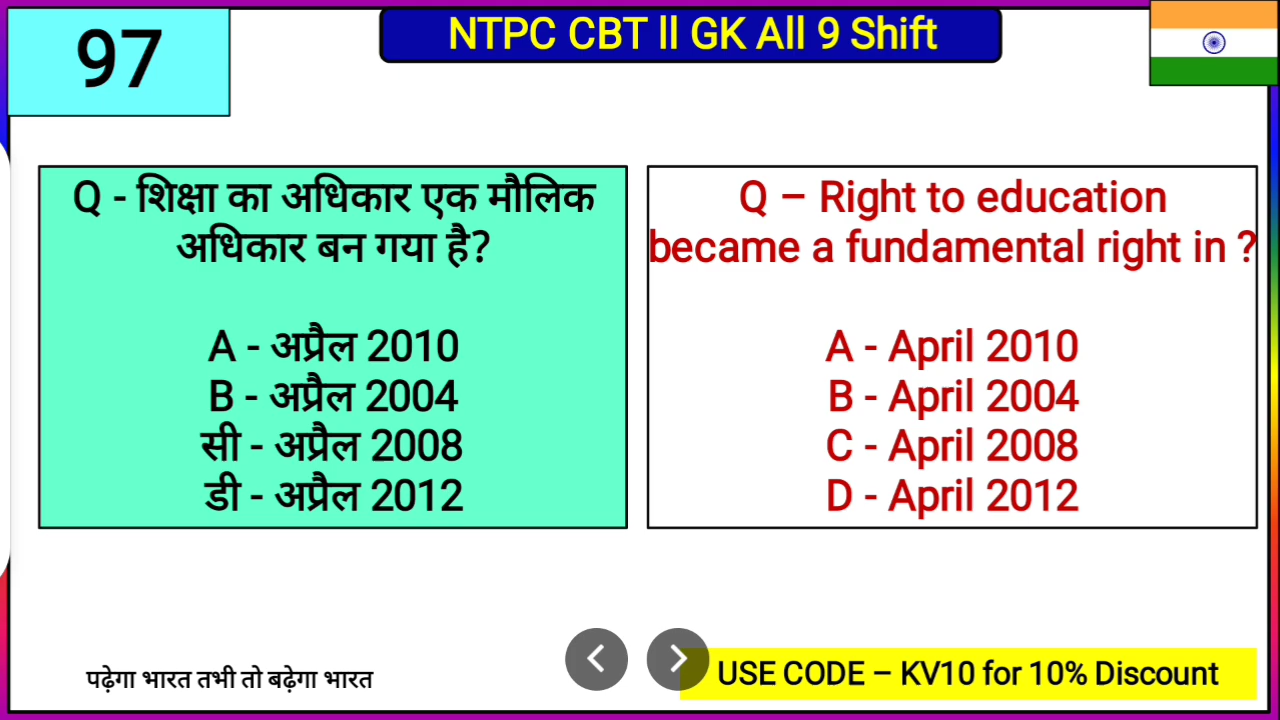 97
NTPC CBT ll GK All 9 Shift
Q - शिक्षा का अधिकार एक मौलिक
अधिकार बन गया है?
A - अप्रैल 2010
B - अप्रैल 2004
सी - अप्रैल 2008
डी - अप्रैल 2012
Q – Right to education
became a fundamental right in ?
A - April 2010
B - April 2004
C - April 2008
D - April 2012
पढ़ेगा भारत तभी तो बढ़ेगा भारत
USE CODE – KV10 for 10% Discount